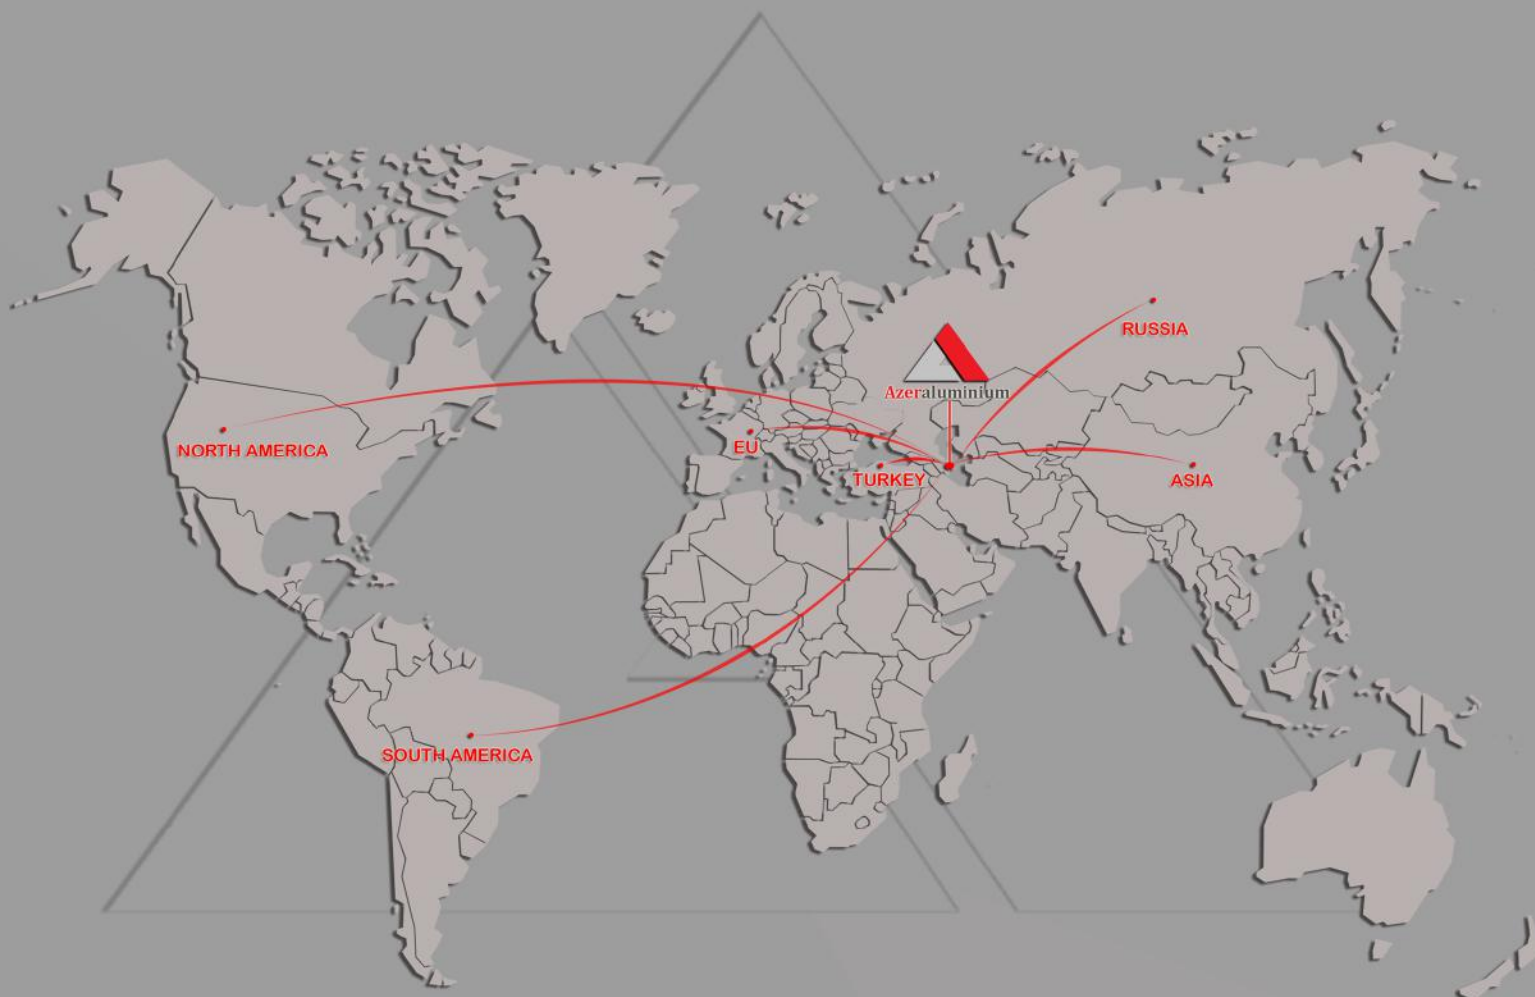 RUSSIA
Azeraluminium
NORTH AMERICA
EU
TURKEY
ASIA
SOUTH AMERICA